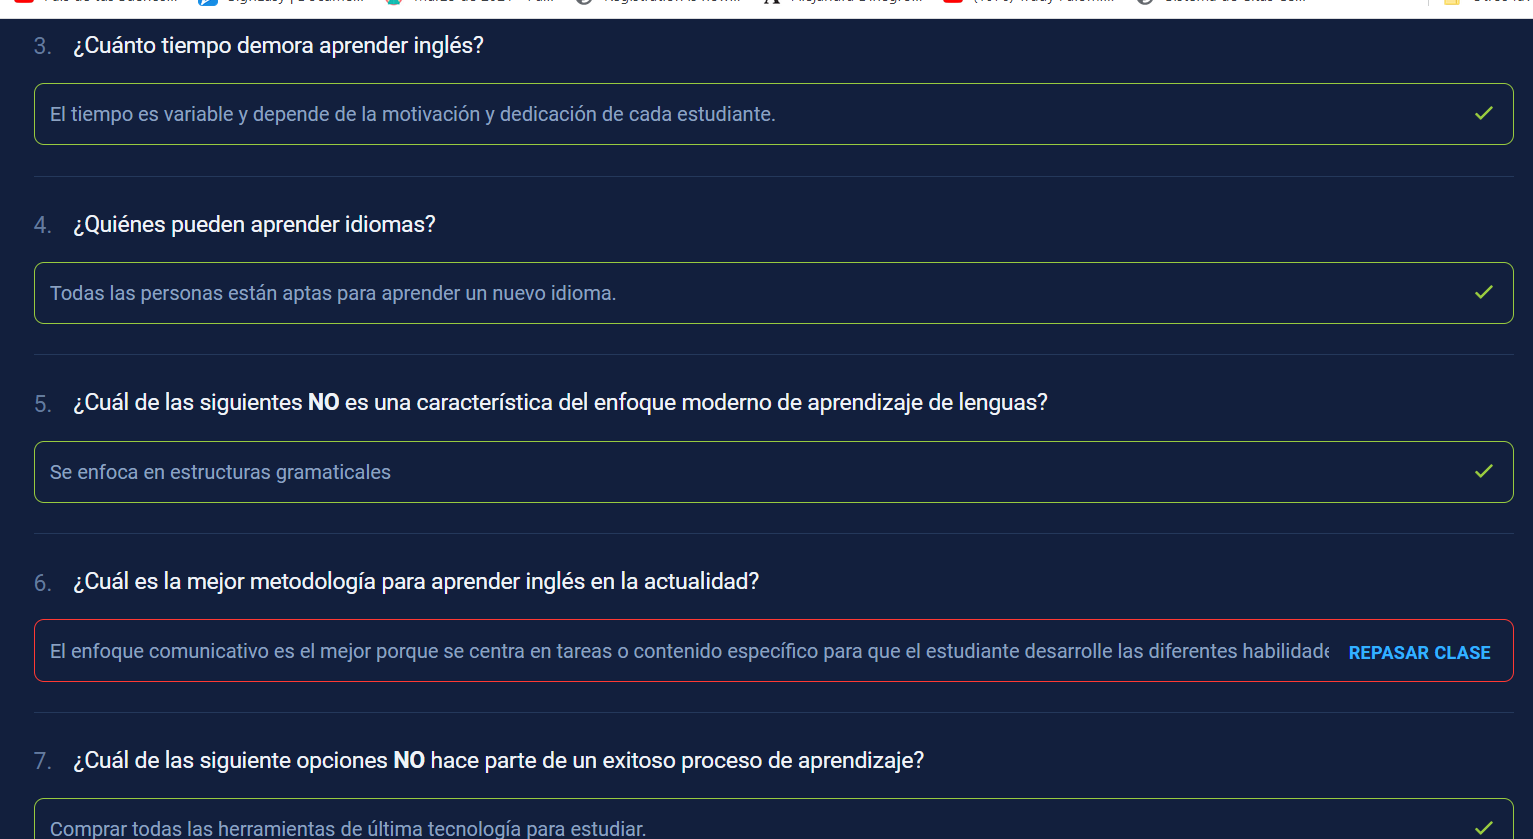 3. ¿Cuánto tiempo demora aprender inglés?
El tiempo es variable y depende de la motivación y dedicación de cada estudiante.
4. ¿Quiénes pueden aprender idiomas?
Todas las personas están aptas para aprender un nuevo idioma.
5. ¿Cuál de las siguientes NO es una característica del enfoque moderno de aprendizaje de lenguas?
Se enfoca en estructuras gramaticales
6. ¿Cuál es la mejor metodología para aprender inglés en la actualidad?
El enfoque comunicativo es el mejor porque se centra en tareas o contenido específico para que el estudiante desarrolle las diferentes habilidade REPASAR CLASE
7. ¿Cuál de las siguiente opciones NO hace parte de un exitoso proceso de aprendizaje?
Comprar todas las herramientas de última tecnología para estudiar.